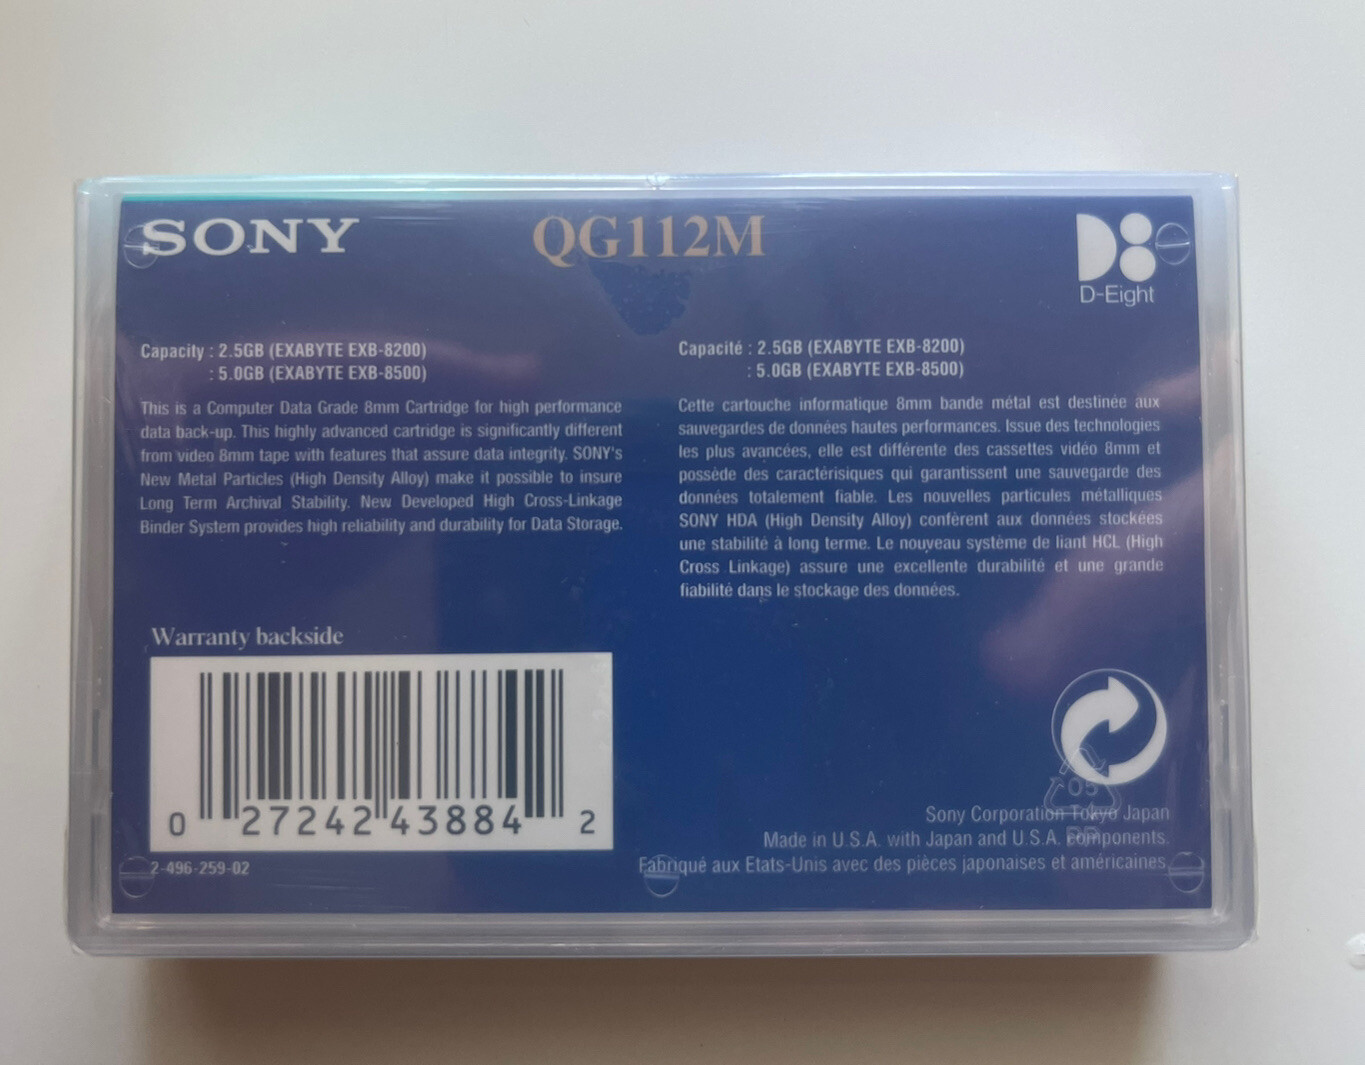 SONY
QG112M
D-Eight
Capacity : 2.5GB (EXABYTE EXB-8200)
: 5.0GB (EXABYTE EXB-8500)
This is a Computer Data Grade 8mm Cartridge for high performance
data back-up. This highly advanced cartridge is significantly different
from video 8mm tape with features that assure data integrity. SONY's
New Metal Particles (High Density Alloy) make it possible to insure
Long Term Archival Stability. New Developed High Cross-Linkage
Binder System provides high reliability and durability for Data Storage.
Capacité : 2.5GB (EXABYTE EXB-8200)
: 5.0GB (EXABYTE EXB-8500)
Cette cartouche informatique 8mm bande métal est destinée aux
sauvegardes de données hautes performances. Issue des technologies
les plus avancées, elle est différente des cassettes vidéo 8mm et
possède des caractérisiques qui garantissent une sauvegarde des
données totalement fiable. Les nouvelles particules métalliques
SONY HDA (High Density Alloy) confèrent aux données stockées
une stabilité à long terme. Le nouveau système de liant HCL (High
Cross Linkage) assure une excellente durabilité et une grande
fiabilité dans le stockage des données.
Warranty backside
0 27242 43884 2
2-496-259-02
05
PP
Sony Corporation Tokyo Japan
Made in U.S.A. with Japan and U.S.A. components.
Fabriqué aux Etats-Unis avec des pièces japonaises et américaines.